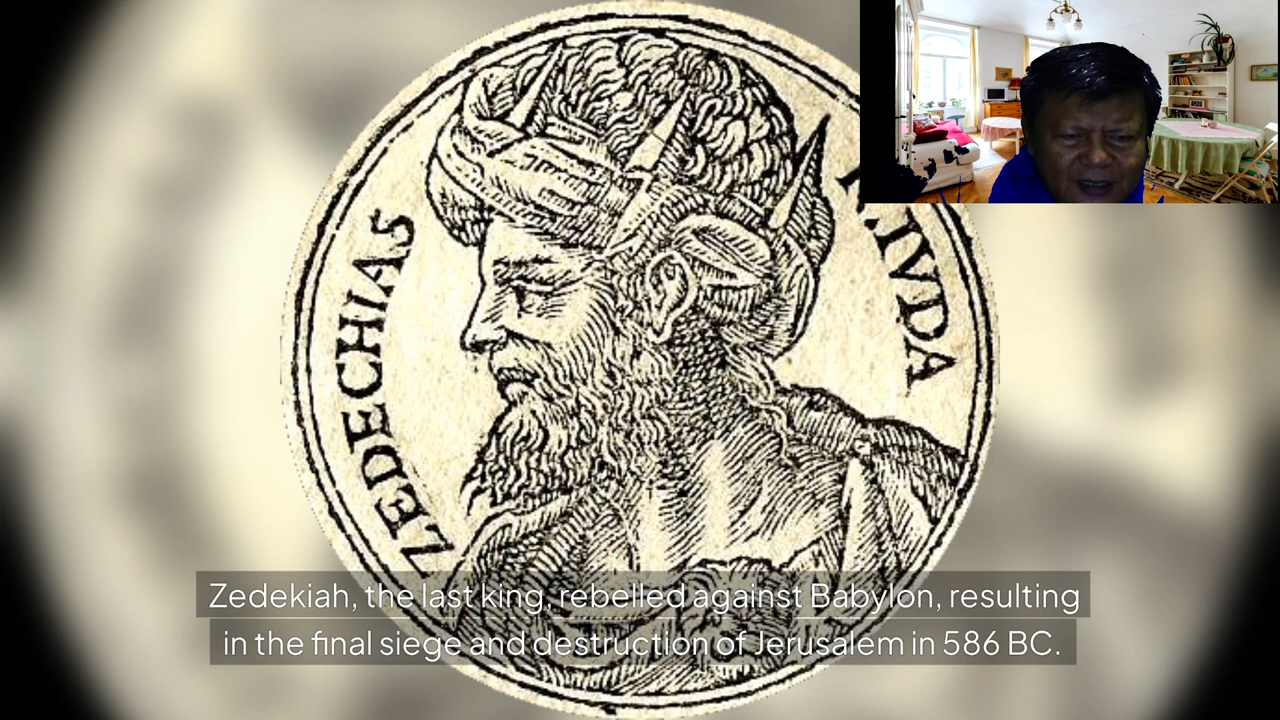 ZEDECHIAS
IVDA
Zedekiah, the last king, rebelled against Babylon, resulting
in the final siege and destruction of Jerusalem in 586 BC.